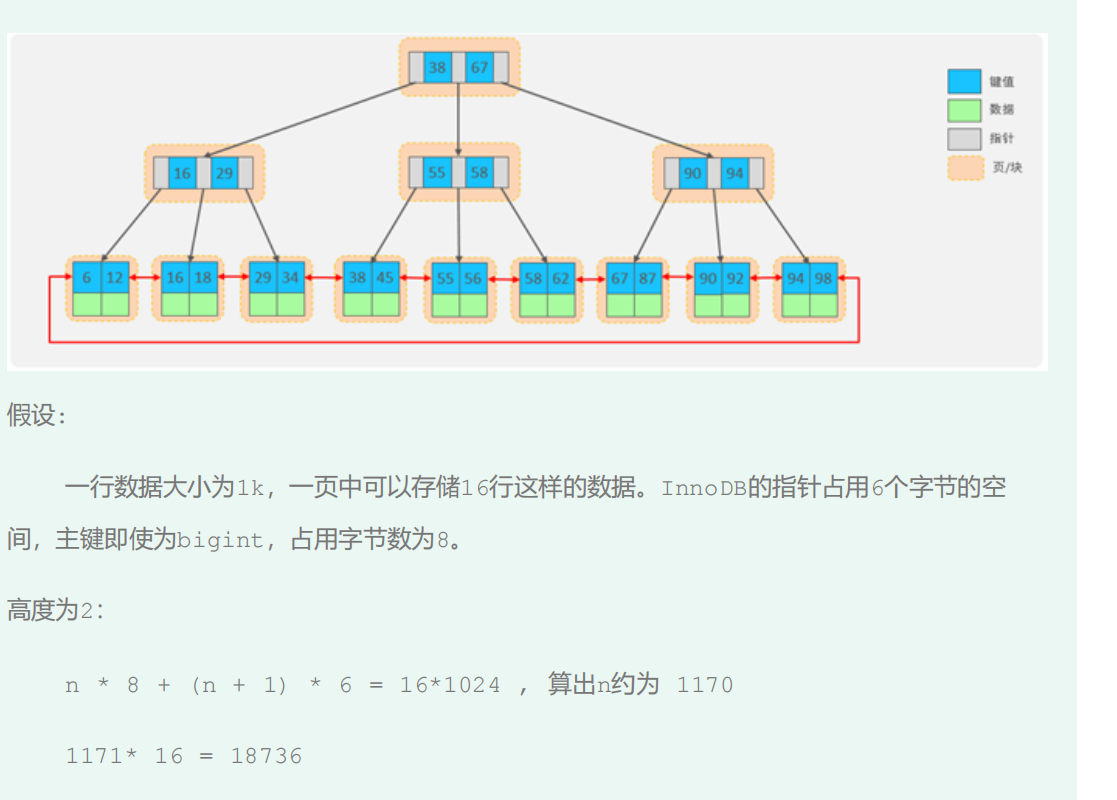 38 67
键值
数据
指针
页/块
16 29 55 58 90 94
6 12 16 18 29 34 38 45 55 56 58 62 67 87 90 92 94 98
假设:
一行数据大小为1k, 一页中可以存储16行这样的数据。InnoDB的指针占用6个字节的空
间, 主键即使为bigint, 占用字节数为8。
高度为2:
n * 8 + (n + 1) * 6 = 16*1024 , 算出n约为 1170
1171* 16 = 18736